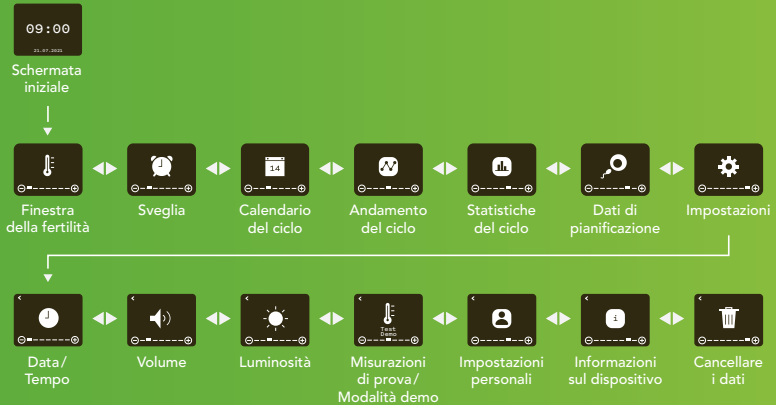 09:00
21.07.2021
Schermata
iniziale
14
Finestra
della fertilità
Sveglia
Calendario
del ciclo
Andamento
del ciclo
Statistiche
del ciclo
Dati di
pianificazione
Impostazioni
Test
Demo
i
Data/
Tempo
Volume
Luminosità
Misurazioni
di prova/
Modalità demo
Impostazioni
personali
Informazioni
sul dispositivo
Cancellare
i dati